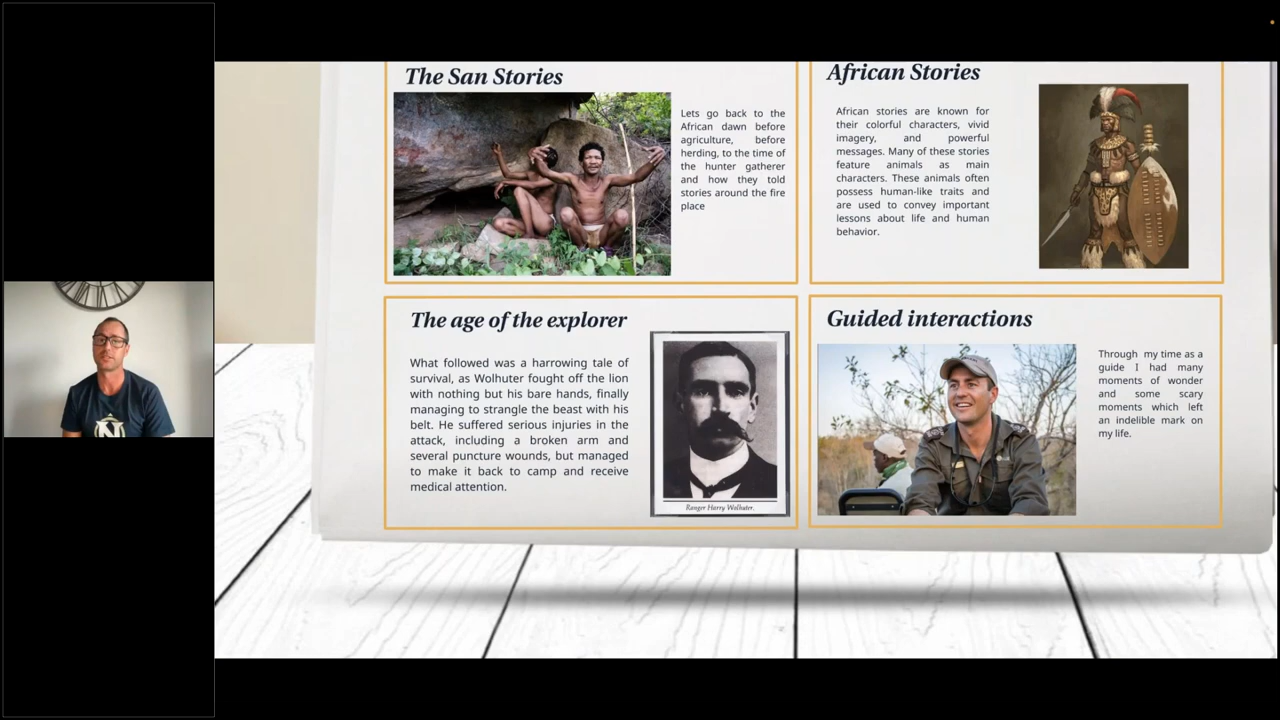 The San Stories
Lets go back to the
African dawn before
agriculture, before
herding, to the time of
the hunter gatherer
and how they told
stories around the fire
place
African Stories
African stories are known for
their colorful characters, vivid
imagery, and powerful
messages. Many of these stories
feature animals as main
characters. These animals often
possess human-like traits and
are used to convey important
lessons about life and human
behavior.
The age of the explorer
What followed was a harrowing tale of
survival, as Wolhuter fought off the lion
with nothing but his bare hands, finally
managing to strangle the beast with his
belt. He suffered serious injuries in the
attack, including a broken arm and
several puncture wounds, but managed
to make it back to camp and receive
medical attention.
Ranger Harry Wolhuter.
Guided interactions
Through my time as a
guide I had many
moments of wonder
and some scary
moments which left
an indelible mark on
my life.
N